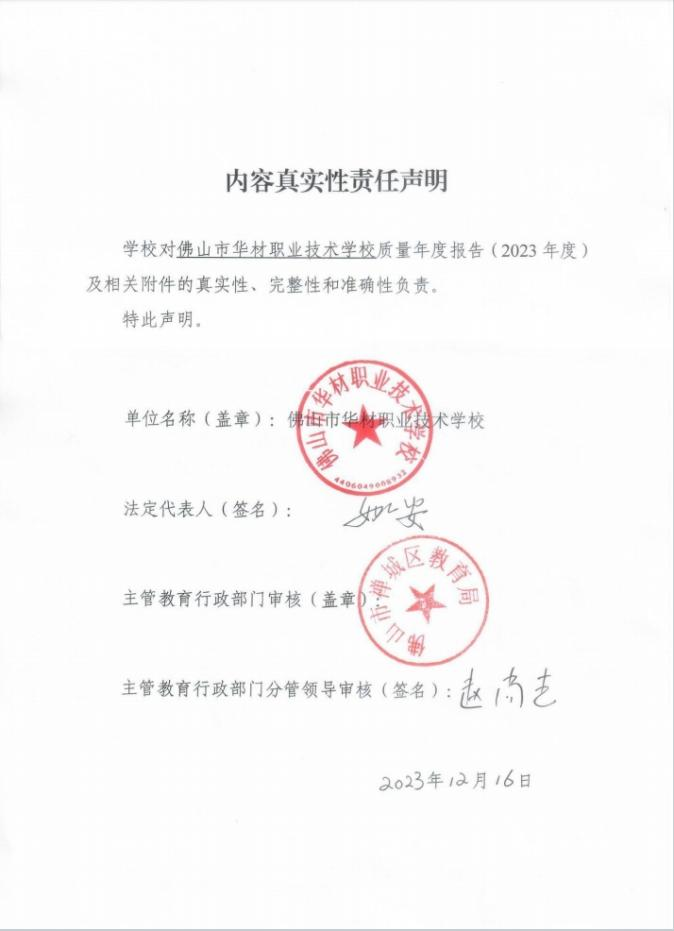 内容真实性责任声明
学校对佛山市华材职业技术学校质量年度报告（2023 年度）
及相关附件的真实性、完整性和准确性负责。
特此声明。
佛山市华材职业技术学校
单位名称（盖章）：佛山市华材职业技术学校
4406049008932
法定代表人（签名）：
佛山市禅城区教育局
主管教育行政部门审核（盖章）：
主管教育行政部门分管领导审核（签名）：
2023年12月16日